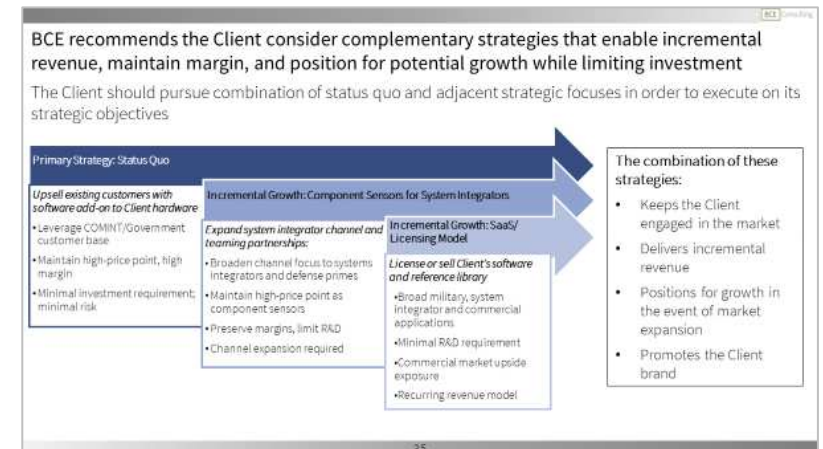 BCE Consulting
BCE recommends the Client consider complementary strategies that enable incremental
revenue, maintain margin, and position for potential growth while limiting investment
The Client should pursue combination of status quo and adjacent strategic focuses in order to execute on its
strategic objectives
Primary Strategy: Status Quo
Upsell existing customers with
software add-on to Client hardware
•Leverage COMINT/Government
customer base
•Maintain high-price point, high
margin
•Minimal investment requirement;
minimal risk
Incremental Growth: Component Sensors for System Integrators
Expand system integrator channel and
teaming partnerships:
•Broaden channel focus to systems
integrators and defense primes
•Maintain high-price point as
component sensors
•Preserve margins, limit R&D
•Channel expansion required
Incremental Growth: SaaS/
Licensing Model
License or sell Client's software
and reference library
•Broad military, system
integrator and commercial
applications
•Minimal R&D requirement
•Commercial market upside
exposure
•Recurring revenue model
The combination of these
strategies:
• Keeps the Client
engaged in the market
• Delivers incremental
revenue
• Positions for growth in
the event of market
expansion
• Promotes the Client
brand